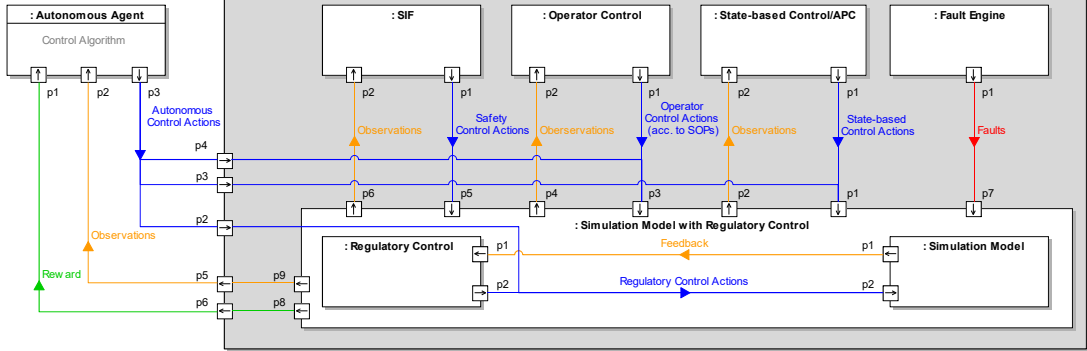 : Autonomous Agent
Control Algorithm
p1
p2
p3
: SIF
p2
p1
: Operator Control
p2
p1
: State-based Control/APC
p2
p1
: Fault Engine
p1
Autonomous
Control Actions
Observations
Safety
Control Actions
Oberservations
Operator
Control Actions
(acc. to SOPs)
Observations
State-based
Control Actions
Faults
p4
p3
p2
p6
p5
p4
p3
p2
p1
p7
: Simulation Model with Regulatory Control
: Regulatory Control
p1
Feedback
p1
: Simulation Model
Observations
Reward
p2
Regulatory Control Actions
p2
p5
p9
p6
p8